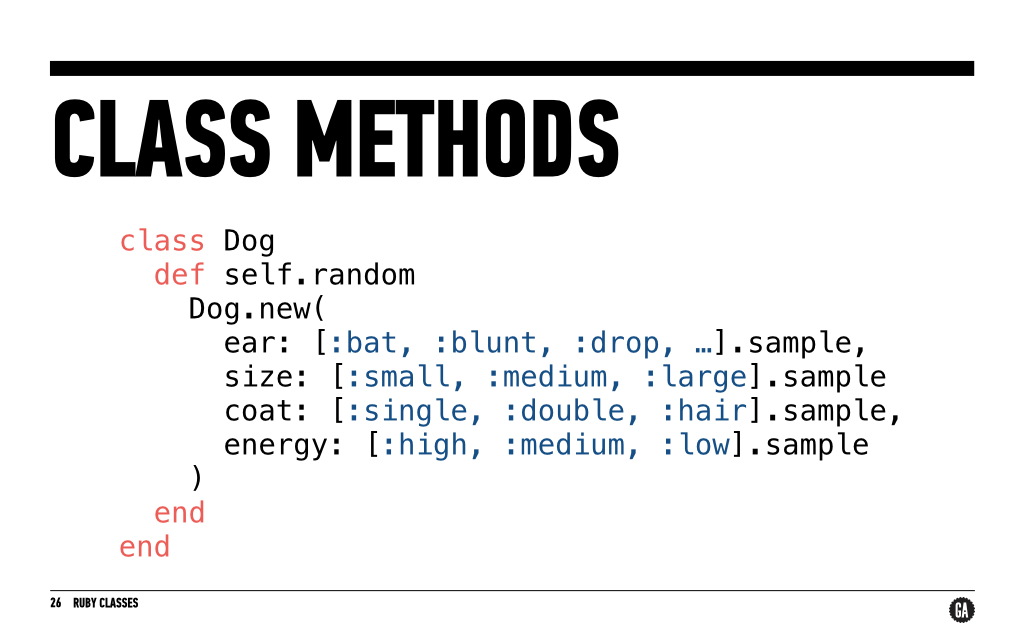 CLASS METHODS
class Dog
  def self.random
    Dog.new(
      ear: [:bat, :blunt, :drop, …].sample,
      size: [:small, :medium, :large].sample
      coat: [:single, :double, :hair].sample,
      energy: [:high, :medium, :low].sample
    )
  end
end
26 RUBY CLASSES
GA